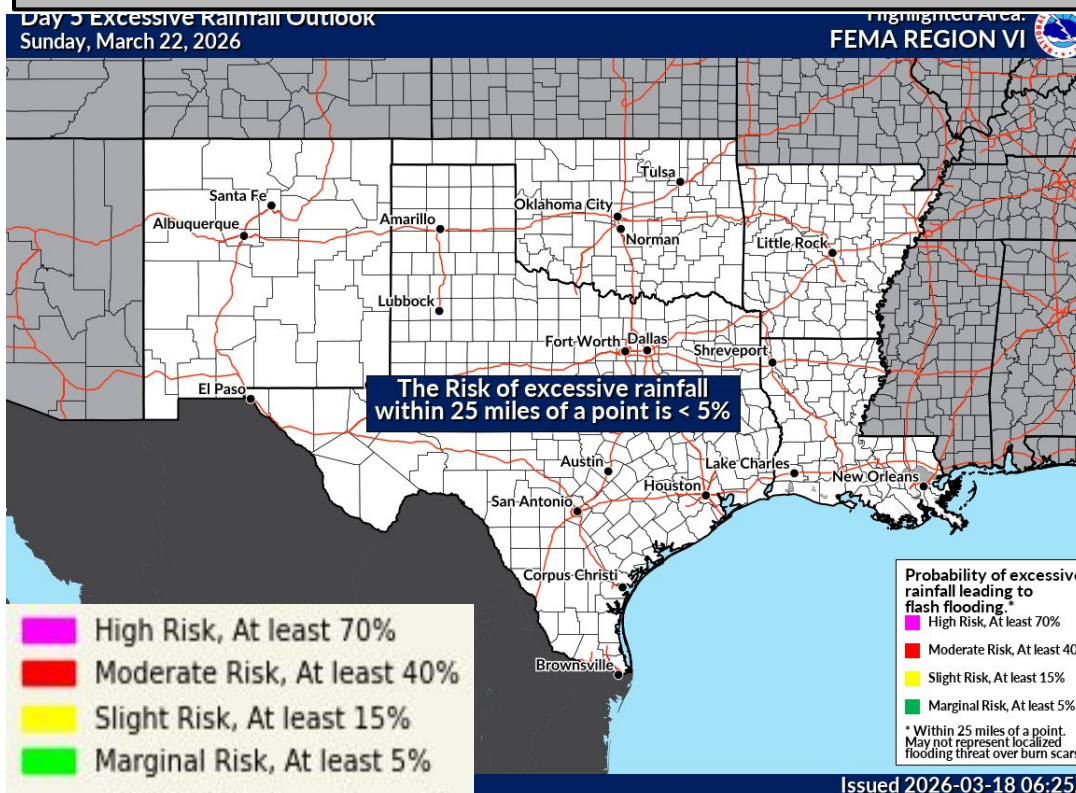 Day 5 Excessive Rainfall Outlook
Sunday, March 22, 2026
Highlighted Area:
FEMA REGION VI
Santa Fe
Albuquerque
Amarillo
Tulsa
Oklahoma City
Norman
Little Rock
Lubbock
Fort Worth
Dallas
Shreveport
El Paso
The Risk of excessive rainfall
within 25 miles of a point is < 5%
Austin
Lake Charles
New Orleans
Houston
San Antonio
Corpus Christi
Brownsville
High Risk, At least 70%
Moderate Risk, At least 40%
Slight Risk, At least 15%
Marginal Risk, At least 5%
Probability of excessive
rainfall leading to
flash flooding.*
High Risk, At least 70%
Moderate Risk, At least 40
Slight Risk, At least 15%
Marginal Risk, At least 5%
* Within 25 miles of a point.
May not represent localized
flooding threat over burn scars
Issued 2026-03-18 06:25